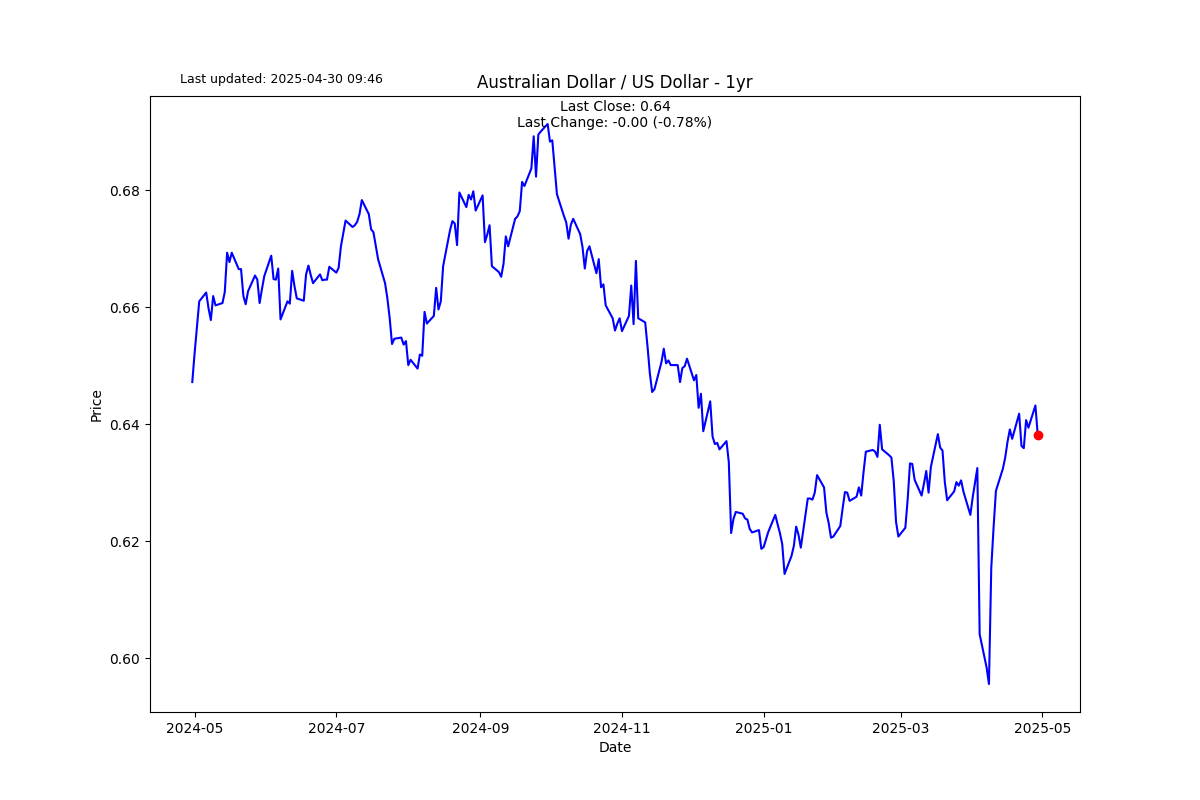 Last updated: 2025-04-30 09:46
Australian Dollar / US Dollar - 1yr
Last Close: 0.64
Last Change: -0.00 (-0.78%)
0.68
0.66
0.64
0.62
0.60
Price
2024-05 2024-07 2024-09 2024-11 2025-01 2025-03 2025-05
Date